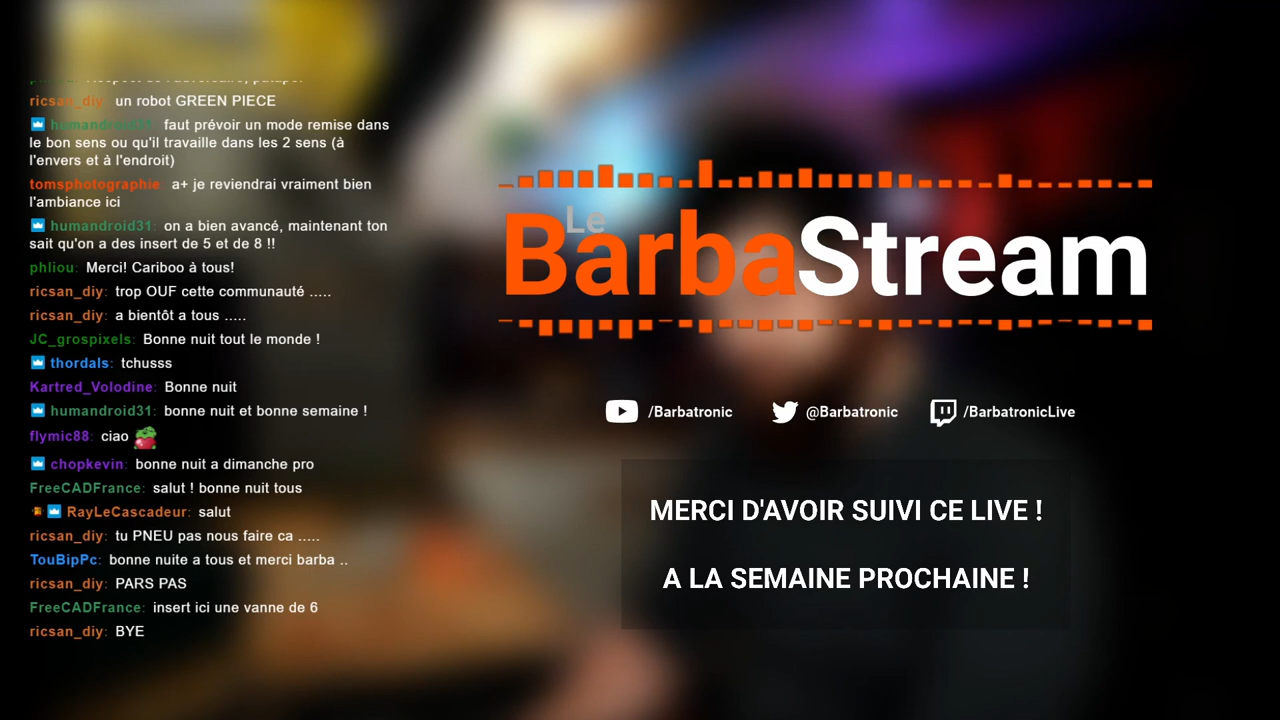 ricsan_diy: un robot GREEN PIECE
humandroid31: faut prévoir un mode remise dans
le bon sens ou qu'il travaille dans les 2 sens (à
l'envers et à l'endroit)
tomsphotographie: a+ je reviendrai vraiment bien
l'ambiance ici
humandroid31: on a bien avancé, maintenant ton
sait qu'on a des insert de 5 et de 8 !!
phliou: Merci! Cariboo à tous!
ricsan_diy: trop OUF cette communauté .....
ricsan_diy: a bientôt a tous .....
JC_grospixels: Bonne nuit tout le monde !
thordals: tchusss
Kartred_Volodine: Bonne nuit
humandroid31: bonne nuit et bonne semaine !
flymic88: ciao
chopkevin: bonne nuit a dimanche pro
FreeCADFrance: salut ! bonne nuit tous
RayLeCascadeur: salut
ricsan_diy: tu PNEU pas nous faire ca .....
TouBipPc: bonne nuite a tous et merci barba ..
ricsan_diy: PARS PAS
FreeCADFrance: insert ici une vanne de 6
ricsan_diy: BYE
Le
BarbaStream
/Barbatronic
@Barbatronic
/BarbatronicLive
MERCI D'AVOIR SUIVI CE LIVE !
A LA SEMAINE PROCHAINE !